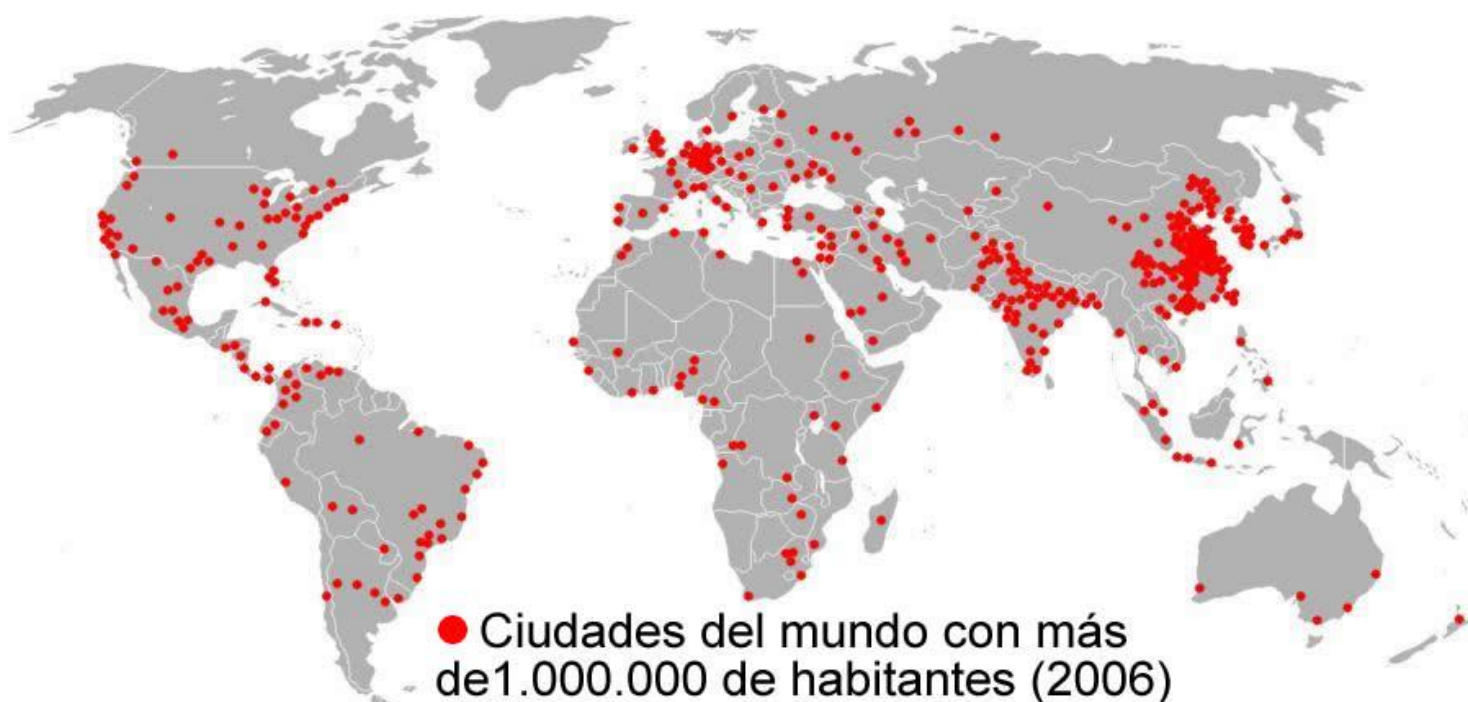 Ciudades del mundo con más
de1.000.000 de habitantes (2006)